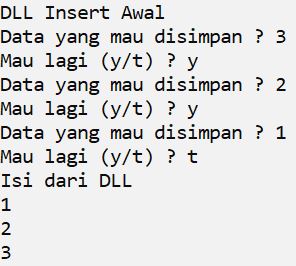 DLL Insert Awal
Data yang mau disimpan ? 3
Mau lagi (y/t) ? y
Data yang mau disimpan ? 2
Mau lagi (y/t) ? y
Data yang mau disimpan ? 1
Mau lagi (y/t) ? t
Isi dari DLL
1
2
3